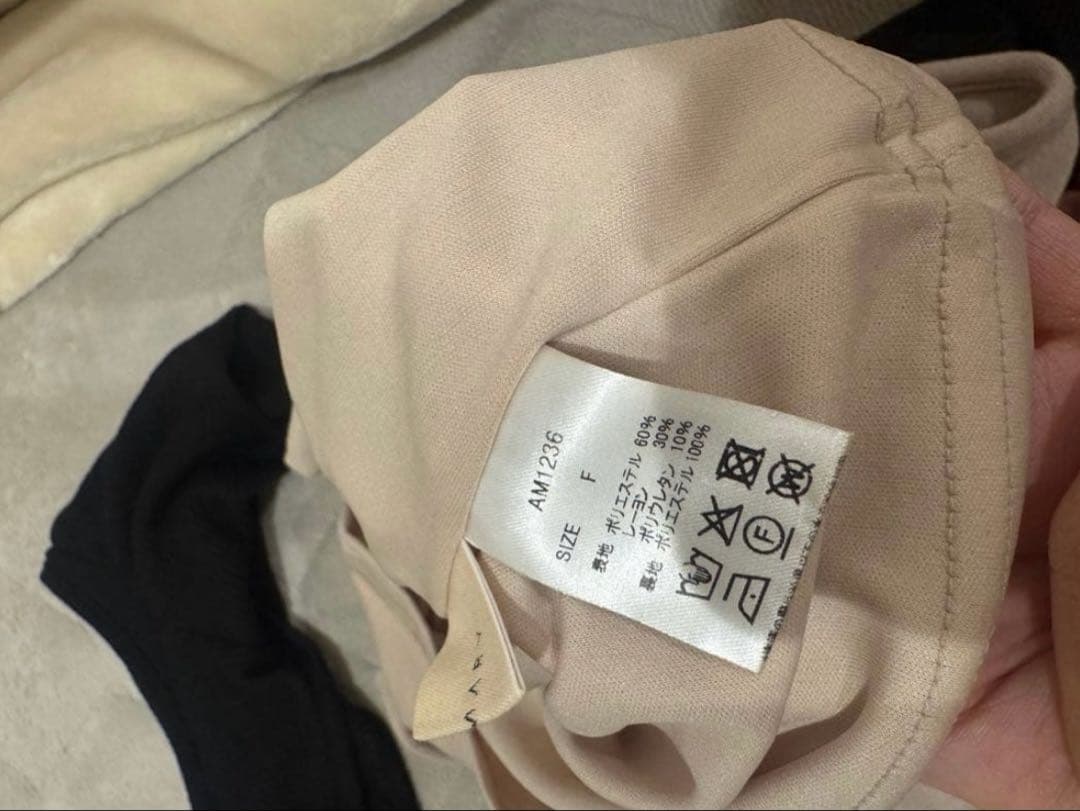 AM1236
SIZE F
表地 ポリエステル 60%
レーヨン 30%
ポリウレタン 10%
裏地 ポリエステル 100%
F